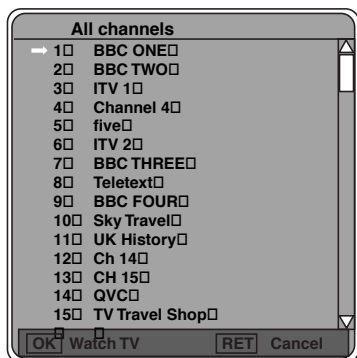 All channels
1 BBC ONE
2 BBC TWO
3 ITV 1
4 Channel 4
5 five
6 ITV 2
7 BBC THREE
8 Teletext
9 BBC FOUR
10 Sky Travel
11 UK History
12 Ch 14
13 CH 15
14 QVC
15 TV Travel Shop
OK Watch TV RET Cancel